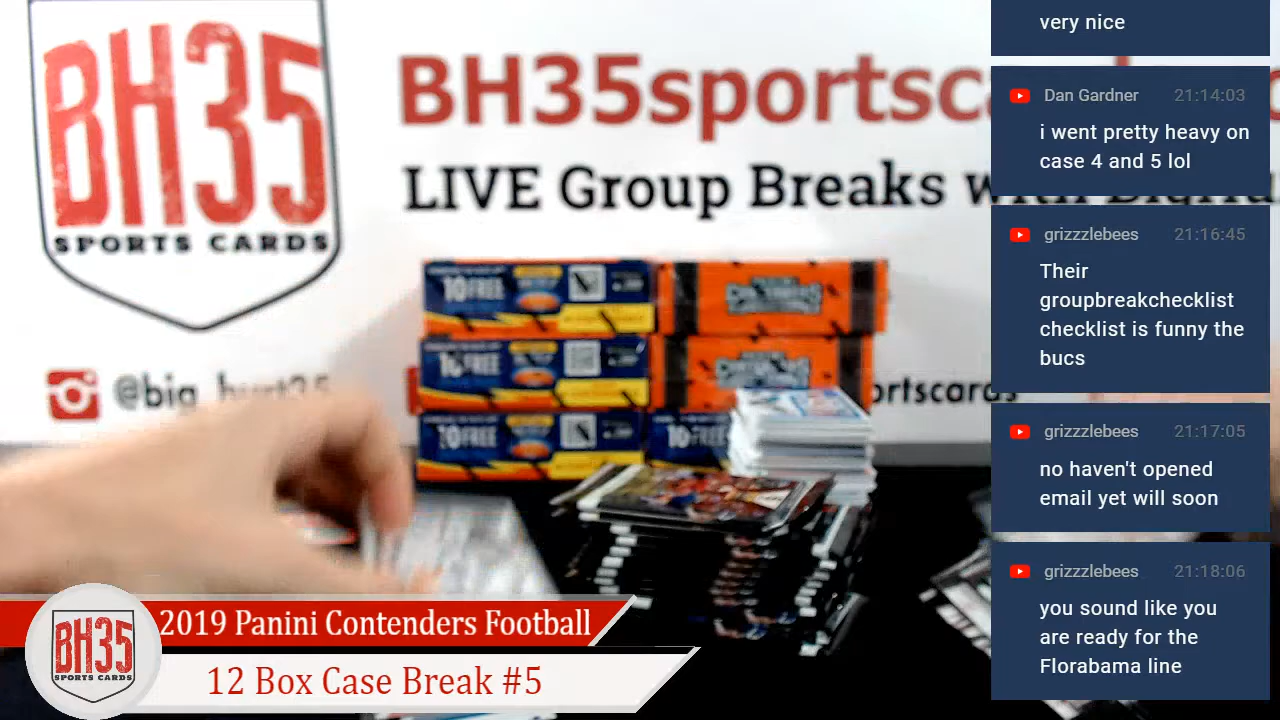 BH35
SPORTS CARDS
BH35sportsc
LIVE Group Breaks with
@big_hurt35
ortscards
10 FREE
10 FREE
10 FREE
10 FREE
CONTENDERS
CONTENDERS
BH35
SPORTS CARDS
2019 Panini Contenders Football
12 Box Case Break #5
very nice
Dan Gardner 21:14:03
i went pretty heavy on
case 4 and 5 lol
grizzzlebees 21:16:45
Their
groupbreakchecklist
checklist is funny the
bucs
grizzzlebees 21:17:05
no haven't opened
email yet will soon
grizzzlebees 21:18:06
you sound like you
are ready for the
Florabama line